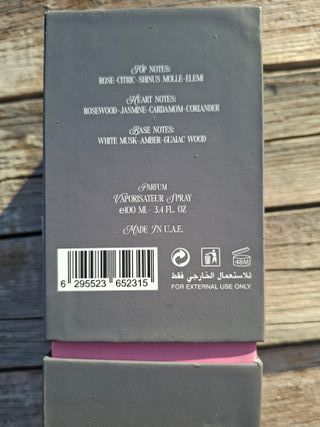 TOP NOTES:
ROSE-CITRIC-SHINUS MOLLE-ELEMI
HEART NOTES:
ROSEWOOD-JASMINE-CARDAMOM-CORIANDER
BASE NOTES:
WHITE MUSK-AMBER-GUAIAC WOOD
PARFUM
VAPORISATEUR SPRAY
℮100 ML- 3.4 FL. OZ
MADE IN U.A.E.
48M
6 295523 652315
للاستعمال الخارجي فقط
FOR EXTERNAL USE ONLY.